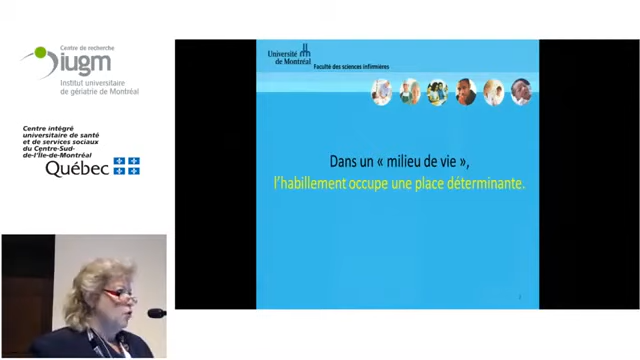 Centre de recherche
iugm
Institut universitaire
de gériatrie de Montréal
Centre intégré
universitaire de santé
et de services sociaux
du Centre-Sud-
de-l'Île-de-Montréal
Québec
Université
de Montréal
Faculté des sciences infirmières
Dans un « milieu de vie »,
l'habillement occupe une place déterminante.